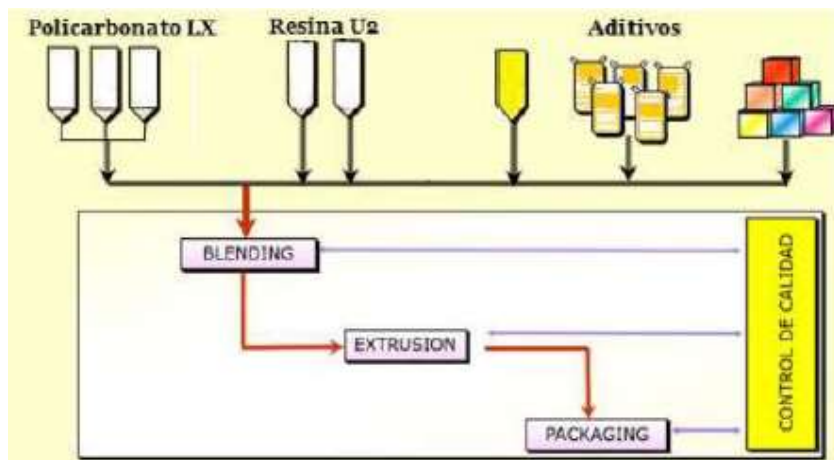 Policarbonato LX
Resina U2
Aditivos
BLENDING
EXTRUSION
PACKAGING
CONTROL DE CALIDAD